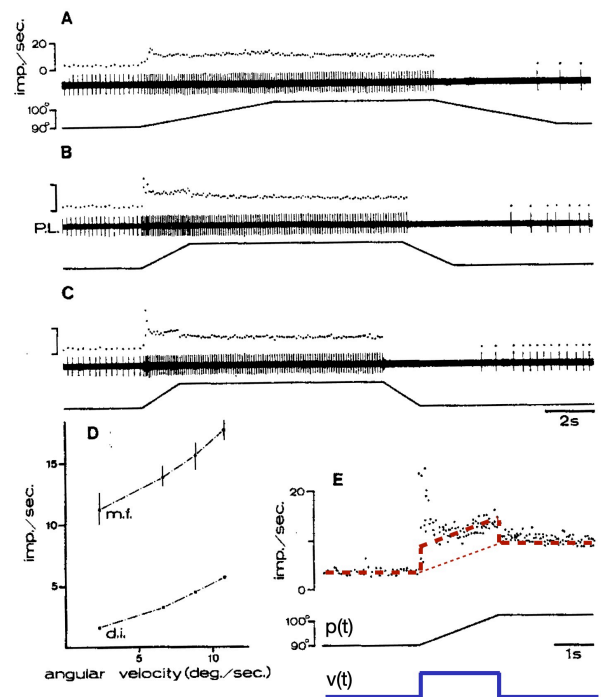 A
imp./sec.
20
0
100°
90°
B
P.L.
C
2s
D
15
10
5
m.f.
d.i.
imp./sec.
5
10
angular velocity (deg./sec.)
E
20
0
imp./sec.
100°
90°
p(t)
1s
v(t)